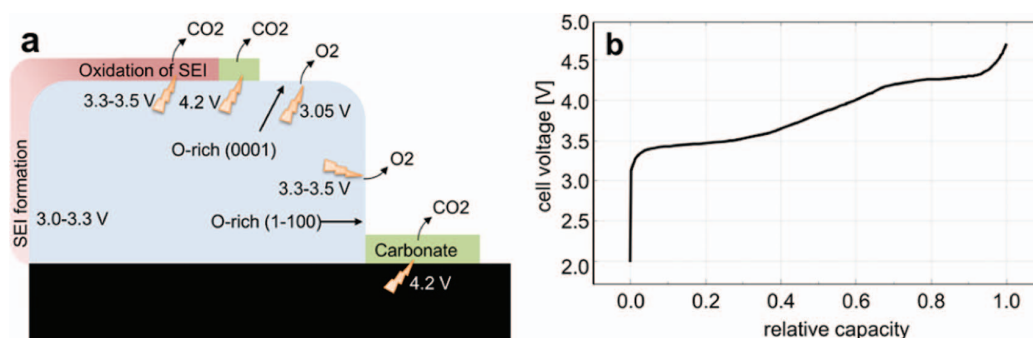 a
CO2
CO2
O2
Oxidation of SEI
3.3-3.5 V
4.2 V
3.05 V
O-rich (0001)
O2
3.3-3.5 V
SEI formation
3.0-3.3 V
O-rich (1-100)
CO2
Carbonate
4.2 V
b
5.0
4.5
4.0
3.5
3.0
2.5
2.0
cell voltage [V]
0.0 0.2 0.4 0.6 0.8 1.0
relative capacity